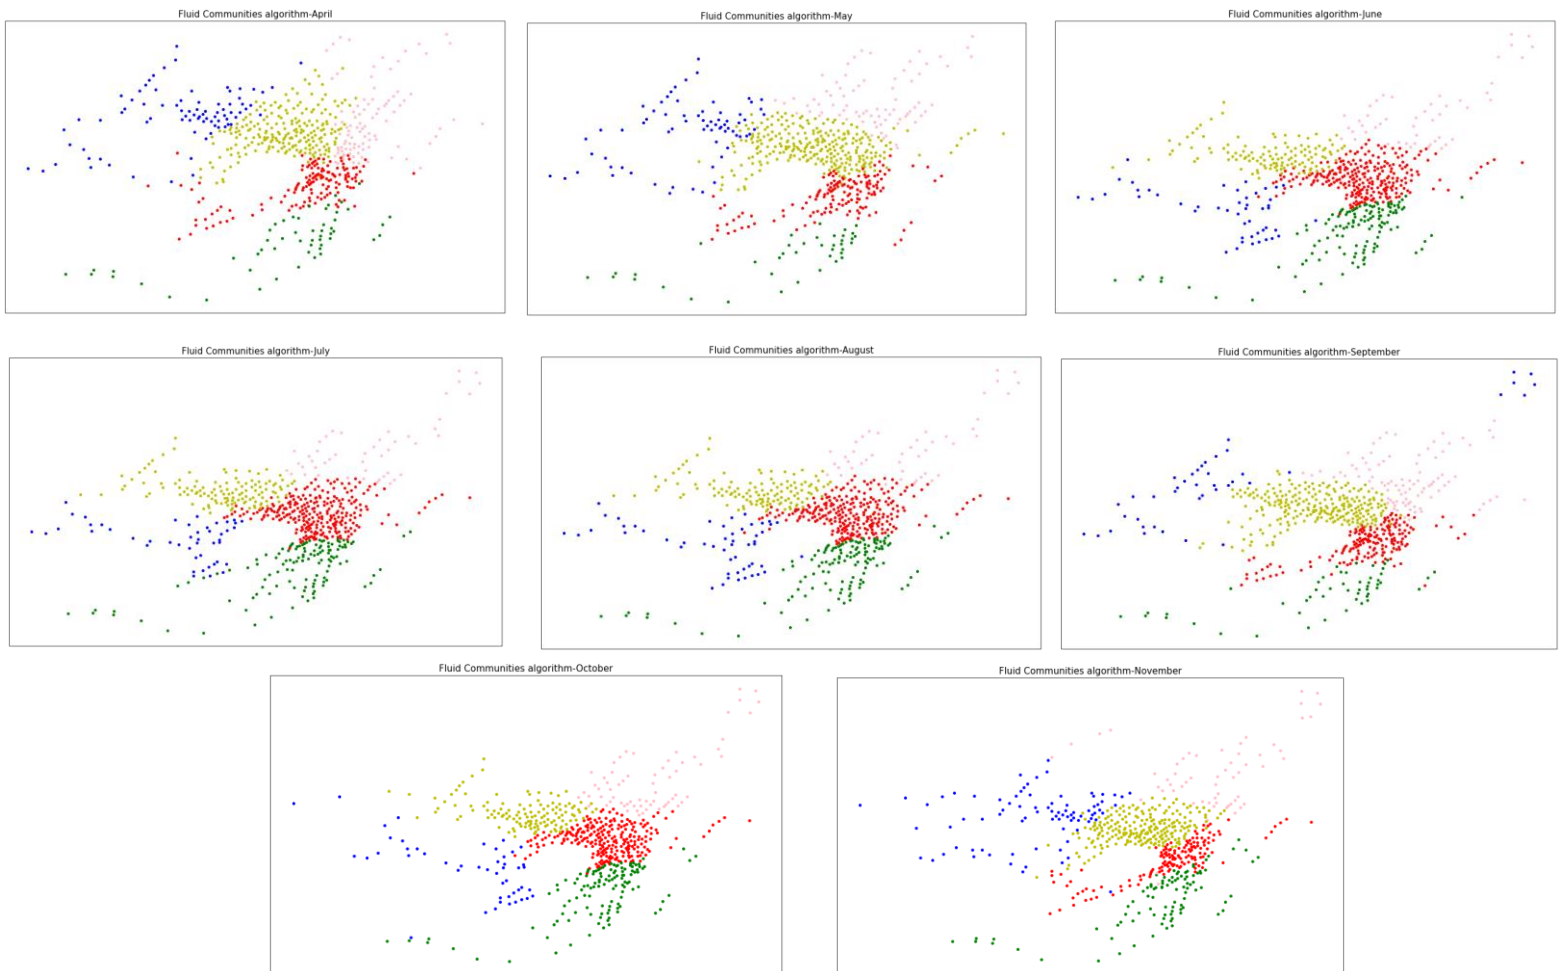 Fluid Communities algorithm-April
Fluid Communities algorithm-May
Fluid Communities algorithm-June
Fluid Communities algorithm-July
Fluid Communities algorithm-August
Fluid Communities algorithm-September
Fluid Communities algorithm-October
Fluid Communities algorithm-November